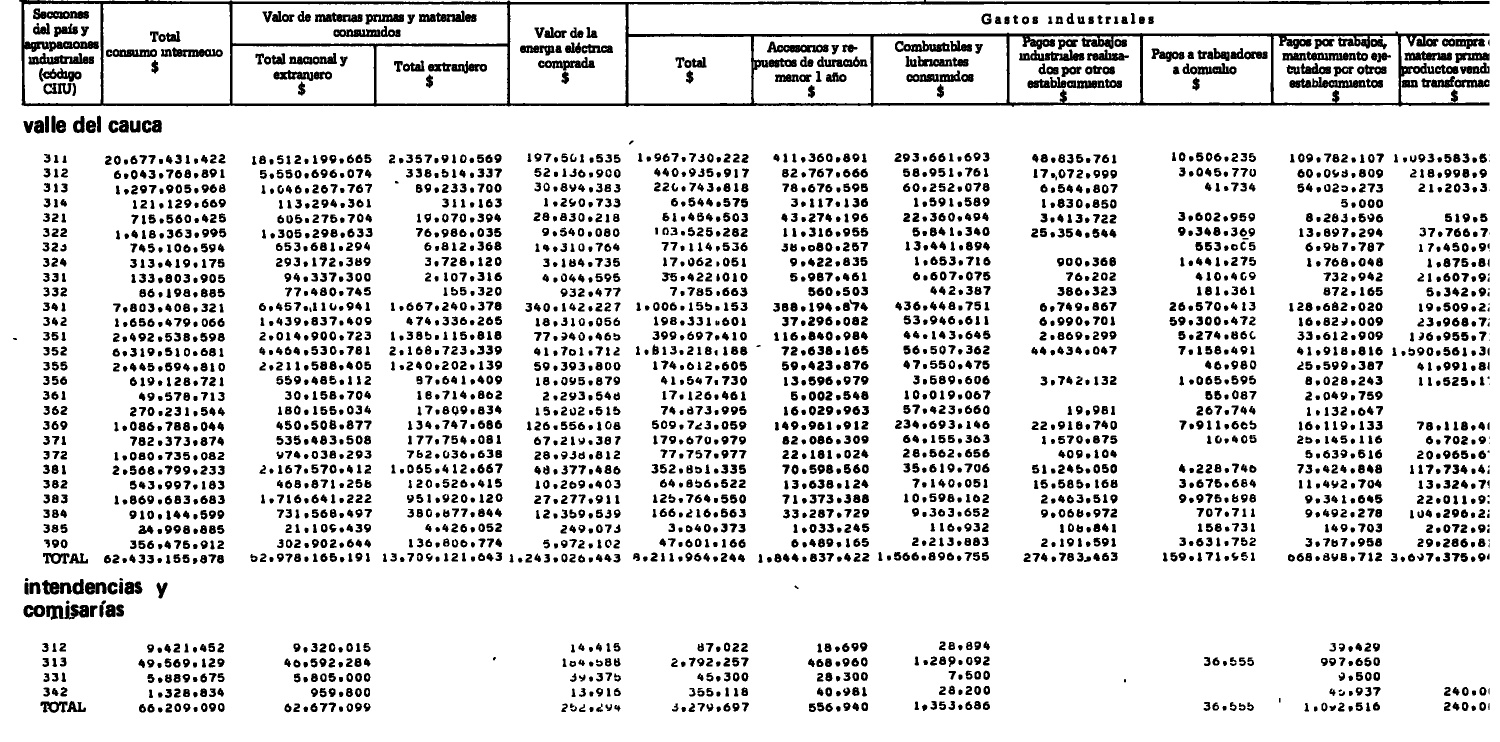 Secciones del país y agrupaciones industriales (código CIIU) Total consumo intermedio $ Valor de materias primas y materiales consumidos Valor de la energía eléctrica comprada $ Gastos industriales
Total nacional y extranjero $ Total extranjero $ Total $ Accesorios y repuestos de duración menor 1 año $ Combustibles y lubricantes consumidos $ Pagos por trabajos industriales realizados por otros establecimientos $ Pagos a trabajadores a domicilio $ Pagos por trabajos, mantenimiento ejecutados por otros establecimientos $ Valor compra materias primas productos vend sin transformac $
valle del cauca
311 20.677.431.422 18.512.199.665 2.357.910.569 197.501.535 1.967.730.222 411.360.891 293.661.693 48.835.761 10.506.235 109.782.107 1.093.583.5
312 6.043.768.891 5.550.696.074 338.514.337 52.136.900 440.935.917 82.767.666 58.951.761 17.072.999 3.045.770 60.098.809 218.998.9
313 1.297.905.968 1.046.267.767 89.233.700 30.894.383 220.743.818 78.676.595 60.252.078 6.544.807 41.734 54.025.273 21.203.3
314 121.129.669 113.294.361 311.163 1.290.733 6.544.575 3.117.136 1.591.589 1.830.850 5.000
321 715.560.425 605.275.704 19.070.394 28.830.218 81.454.503 43.274.196 22.360.494 3.413.722 3.602.959 8.283.596 519.5
322 1.418.363.995 1.305.298.633 76.986.035 9.540.080 103.525.282 11.316.955 5.841.340 25.354.544 9.348.369 13.897.294 37.766.7
323 745.106.594 653.681.294 6.812.368 14.310.764 77.114.536 38.680.257 13.441.894 553.605 6.987.787 17.450.9
324 313.419.175 293.172.389 3.728.120 3.184.735 17.062.051 9.422.835 1.653.716 900.368 1.441.275 1.768.048 1.875.8
331 133.803.905 94.337.300 2.107.316 4.044.595 35.422.010 5.987.461 6.607.075 76.202 410.409 732.942 21.607.9
332 86.198.885 77.480.745 155.320 932.477 7.785.663 560.503 442.387 386.323 181.361 872.165 5.342.9
341 7.803.408.321 6.457.110.941 1.667.240.378 340.142.227 1.006.155.153 388.194.874 436.448.751 6.749.867 26.570.413 128.682.020 19.509.2
342 1.656.479.066 1.439.837.409 474.336.265 18.310.056 198.331.601 37.296.082 53.946.611 6.990.701 59.300.472 16.829.009 23.968.7
351 2.492.538.598 2.014.900.723 1.385.115.818 77.940.465 399.697.410 116.840.984 44.143.645 2.869.299 5.274.860 33.612.909 196.955.7
352 6.319.510.681 4.464.530.781 2.168.723.339 41.761.712 1.813.218.188 72.638.165 56.507.362 44.434.047 7.158.491 41.918.816 1.590.561.3
355 2.445.594.810 2.211.588.405 1.240.202.139 59.393.800 174.612.605 59.423.876 47.550.475 46.980 25.599.387 41.991.8
356 619.128.721 559.485.112 87.641.409 18.095.879 41.547.730 13.596.979 3.589.606 3.742.132 1.065.595 8.028.243 11.525.1
361 49.578.713 30.158.704 18.714.862 2.293.548 17.126.461 5.002.548 10.019.067 55.087 2.049.759
362 270.231.544 180.155.034 17.809.834 15.202.515 74.873.995 16.029.963 57.423.660 19.981 267.744 1.132.647
369 1.086.788.044 450.508.877 134.747.686 126.556.108 509.723.059 149.961.912 234.693.146 22.918.740 7.911.665 16.119.133 78.118.4
371 782.373.874 535.483.508 177.754.081 67.219.387 179.670.979 82.086.309 64.155.363 1.570.875 10.405 25.145.116 6.702.9
372 1.080.735.082 974.038.293 752.036.638 28.938.812 77.757.977 22.181.024 28.562.656 409.104 5.639.516 20.965.6
381 2.568.799.233 2.167.570.412 1.065.412.667 48.377.486 352.851.335 70.598.560 35.619.706 51.245.050 4.228.746 73.424.848 117.734.4
382 543.997.183 468.871.258 120.526.415 10.269.403 64.856.522 13.638.124 7.140.051 15.585.168 3.675.684 11.492.704 13.324.7
383 1.869.683.683 1.716.641.222 951.920.120 27.277.911 125.764.550 71.373.388 10.598.162 2.463.519 9.975.898 9.341.645 22.011.9
384 910.144.599 731.568.497 380.877.844 12.359.539 166.216.563 33.287.729 9.363.652 9.068.972 707.711 9.492.278 104.296.2
385 24.998.885 21.109.439 4.426.052 249.073 3.640.373 1.033.245 116.932 108.841 158.731 149.703 2.072.9
390 356.476.912 302.902.644 136.806.774 5.972.102 47.601.166 6.489.165 2.213.883 2.191.591 3.631.752 3.787.958 29.286.8
TOTAL 62.433.155.878 52.978.165.191 13.709.121.643 1.243.026.443 8.211.964.244 1.844.837.422 1.566.896.755 274.783.463 159.171.951 668.898.712 3.697.375.9
intendencias y
comisarías
312 9.421.452 9.320.015 14.415 87.022 18.699 28.894 39.429
313 49.569.129 46.592.284 184.588 2.792.257 468.960 1.289.092 36.555 997.650
331 5.889.675 5.805.000 39.375 45.300 28.300 7.500 9.500
342 1.328.834 959.800 13.916 355.118 40.981 28.200 45.937 240.0
TOTAL 66.209.090 62.677.099 252.294 3.279.697 556.940 1.353.686 36.555 1.092.516 240.0